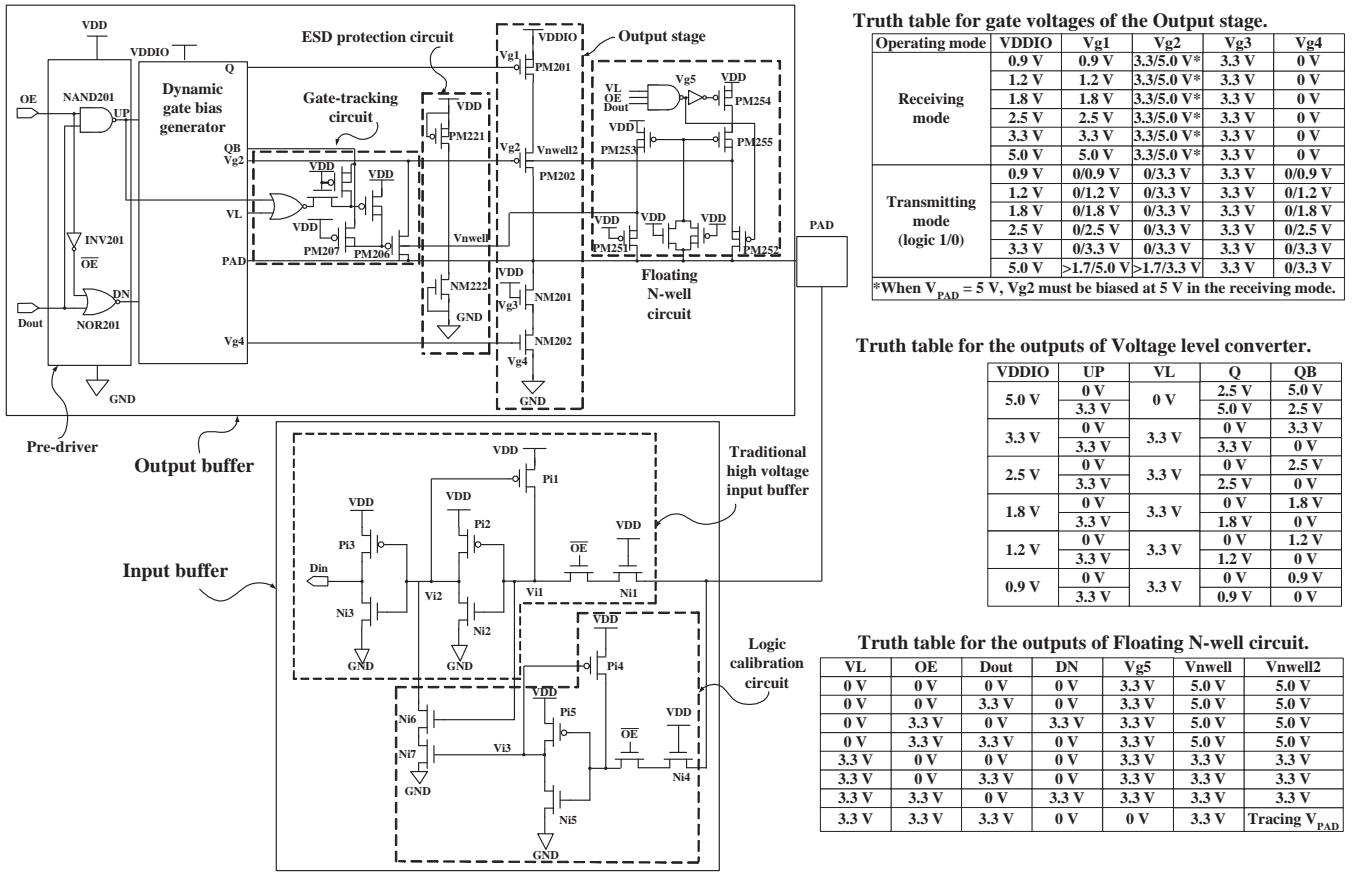 VDD
VDDIO
OE
NAND201
UP
Dynamic
gate bias
generator
Q
QB
Vg2
VL
PAD
Vg4
INV201
OE
DN
Dout
NOR201
GND
Pre-driver
Output buffer
ESD protection circuit
Gate-tracking
circuit
VDD
VDD
VDD
PM207
PM206
VDD
PM221
Vnwell
NM222
GND
VDDIO
Vg1
PM201
Vg2
Vnwell2
PM202
VDD
Vg3
NM201
NM202
Vg4
GND
Output stage
VL
OE
Dout
Vg5
VDD
PM254
VDD
PM253
PM255
VDD
VDD
VDD
PM251
PM252
Floating
N-well
circuit
PAD
Input buffer
Traditional
high voltage
input buffer
VDD
Pi1
VDD
Pi3
VDD
Pi2
Din
Vi2
Vi1
OE
VDD
Ni1
Ni3
Ni2
GND
GND
Logic
calibration
circuit
VDD
Pi4
VDD
Pi5
Ni6
Ni7
Vi3
GND
OE
VDD
Ni4
Ni5
GND
Truth table for gate voltages of the Output stage.
Operating mode VDDIO Vg1 Vg2 Vg3 Vg4
Receiving
mode
0.9 V 0.9 V 3.3/5.0 V* 3.3 V 0 V
1.2 V 1.2 V 3.3/5.0 V* 3.3 V 0 V
1.8 V 1.8 V 3.3/5.0 V* 3.3 V 0 V
2.5 V 2.5 V 3.3/5.0 V* 3.3 V 0 V
3.3 V 3.3 V 3.3/5.0 V* 3.3 V 0 V
5.0 V 5.0 V 3.3/5.0 V* 3.3 V 0 V
Transmitting
mode
(logic 1/0)
0.9 V 0/0.9 V 0/3.3 V 3.3 V 0/0.9 V
1.2 V 0/1.2 V 0/3.3 V 3.3 V 0/1.2 V
1.8 V 0/1.8 V 0/3.3 V 3.3 V 0/1.8 V
2.5 V 0/2.5 V 0/3.3 V 3.3 V 0/2.5 V
3.3 V 0/3.3 V 0/3.3 V 3.3 V 0/3.3 V
5.0 V >1.7/5.0 V >1.7/3.3 V 3.3 V 0/3.3 V
*When VPAD = 5 V, Vg2 must be biased at 5 V in the receiving mode.
Truth table for the outputs of Voltage level converter.
VDDIO UP VL Q QB
5.0 V 0 V 0 V 2.5 V 5.0 V
3.3 V 5.0 V 2.5 V
3.3 V 0 V 3.3 V 0 V 3.3 V
3.3 V 3.3 V 0 V
2.5 V 0 V 3.3 V 0 V 2.5 V
3.3 V 2.5 V 0 V
1.8 V 0 V 3.3 V 0 V 1.8 V
3.3 V 1.8 V 0 V
1.2 V 0 V 3.3 V 0 V 1.2 V
3.3 V 1.2 V 0 V
0.9 V 0 V 3.3 V 0 V 0.9 V
3.3 V 0.9 V 0 V
Truth table for the outputs of Floating N-well circuit.
VL OE Dout DN Vg5 Vnwell Vnwell2
0 V 0 V 0 V 0 V 3.3 V 5.0 V 5.0 V
0 V 0 V 3.3 V 0 V 3.3 V 5.0 V 5.0 V
0 V 3.3 V 0 V 3.3 V 3.3 V 5.0 V 5.0 V
0 V 3.3 V 3.3 V 0 V 3.3 V 5.0 V 5.0 V
3.3 V 0 V 0 V 0 V 3.3 V 3.3 V 3.3 V
3.3 V 0 V 3.3 V 0 V 3.3 V 3.3 V 3.3 V
3.3 V 3.3 V 0 V 3.3 V 3.3 V 3.3 V 3.3 V
3.3 V 3.3 V 3.3 V 0 V 0 V 3.3 V Tracing VPAD